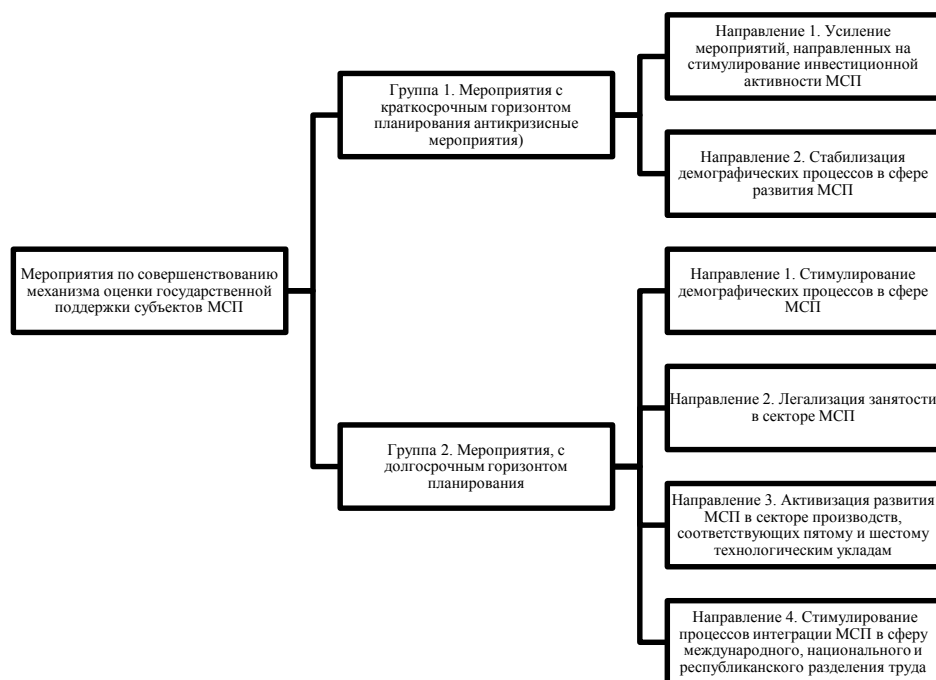 Мероприятия по совершенствованию
механизма оценки государственной
поддержки субъектов МСП
Группа 1. Мероприятия с
краткосрочным горизонтом
планирования антикризисные
мероприятия)
Направление 1. Усиление
мероприятий, направленных на
стимулирование инвестиционной
активности МСП
Направление 2. Стабилизация
демографических процессов в сфере
развития МСП
Группа 2. Мероприятия, с
долгосрочным горизонтом
планирования
Направление 1. Стимулирование
демографических процессов в сфере
МСП
Направление 2. Легализация занятости
в секторе МСП
Направление 3. Активизация развития
МСП в секторе производств,
соответствующих пятому и шестому
технологическим укладам
Направление 4. Стимулирование
процессов интеграции МСП в сферу
международного, национального и
республиканского разделения труда